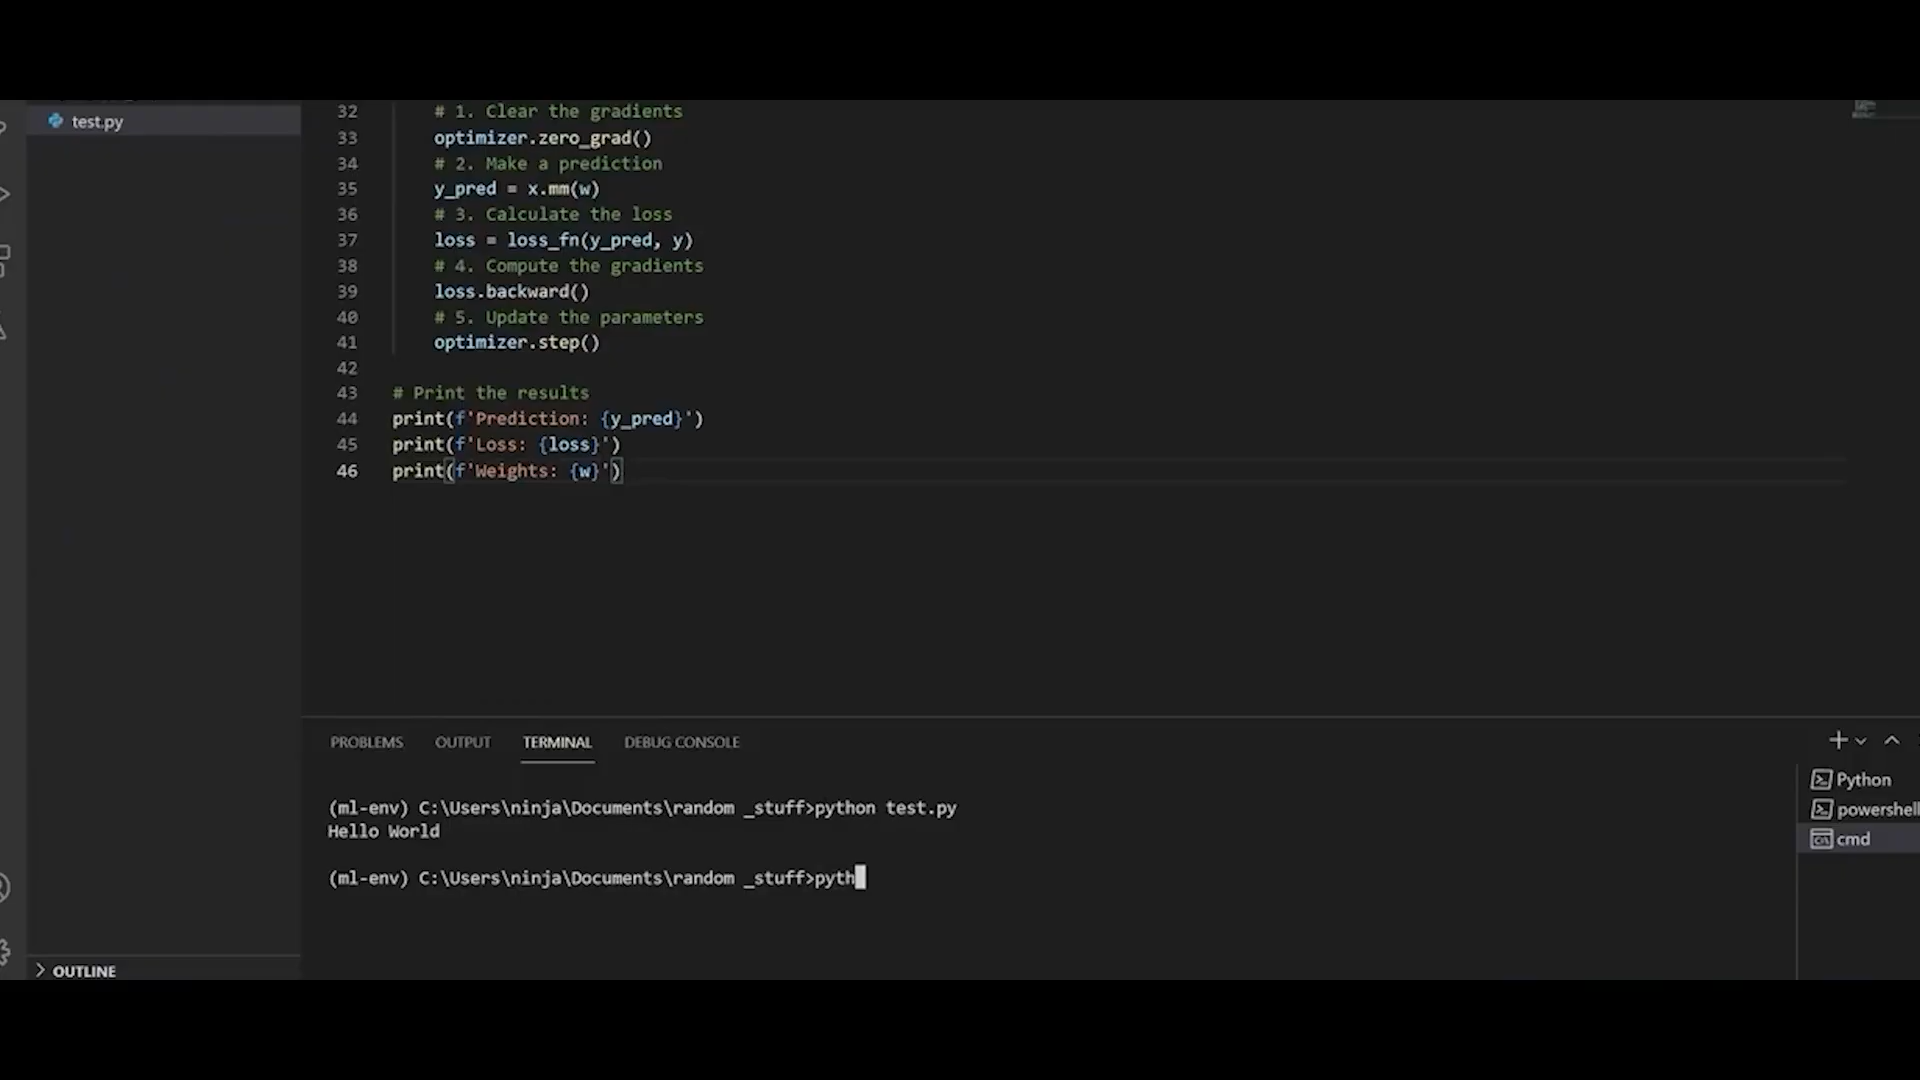 test.py
32 # 1. Clear the gradients
33 optimizer.zero_grad()
34 # 2. Make a prediction
35 y_pred = x.mm(w)
36 # 3. Calculate the loss
37 loss = loss_fn(y_pred, y)
38 # 4. Compute the gradients
39 loss.backward()
40 # 5. Update the parameters
41 optimizer.step()
42
43 # Print the results
44 print(f'Prediction: {y_pred}')
45 print(f'Loss: {loss}')
46 print(f'Weights: {w}')
PROBLEMS OUTPUT TERMINAL DEBUG CONSOLE
(ml-env) C:\Users\ninja\Documents\random _stuff>python test.py
Hello World
(ml-env) C:\Users\ninja\Documents\random _stuff>pyth
Python
powershell
cmd
OUTLINE